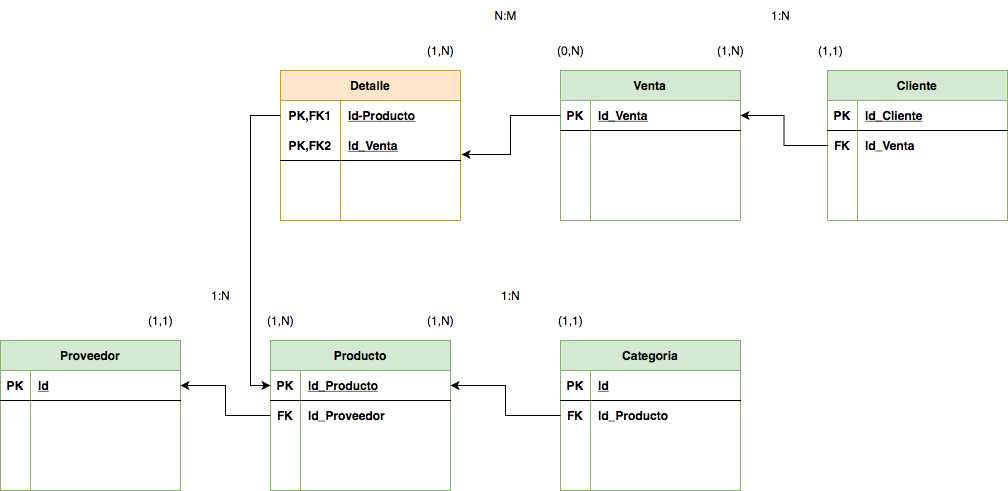 N:M
1:N
(1,N)
(0,N)
(1,N)
(1,1)
Detalle
PK,FK1 Id-Producto
PK,FK2 Id_Venta
Venta
PK Id_Venta
Cliente
PK Id_Cliente
FK Id_Venta
1:N
1:N
(1,1)
(1,N)
(1,N)
(1,1)
Proveedor
PK Id
Producto
PK Id_Producto
FK Id_Proveedor
Categoria
PK Id
FK Id_Producto